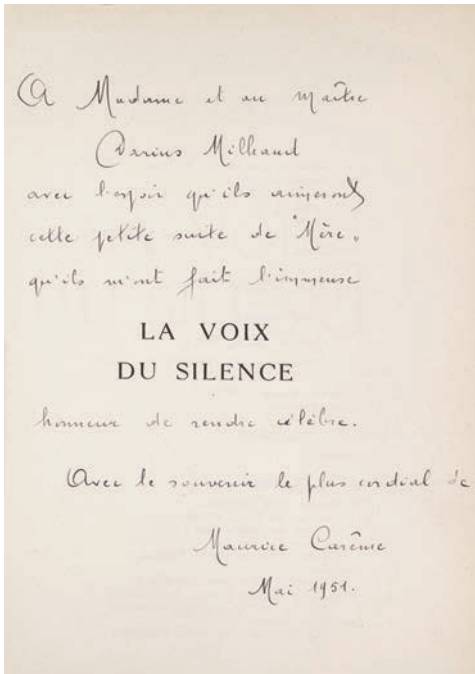 A Madame et au Maître
Darius Milhaud
avec l'espoir qu'ils aimeront
cette petite suite de "Mère"
qu'ils m'ont fait l'immense
LA VOIX
DU SILENCE
honneur de rendre célèbre.
Avec le souvenir le plus cordial de
Maurice Carême
Mai 1951.